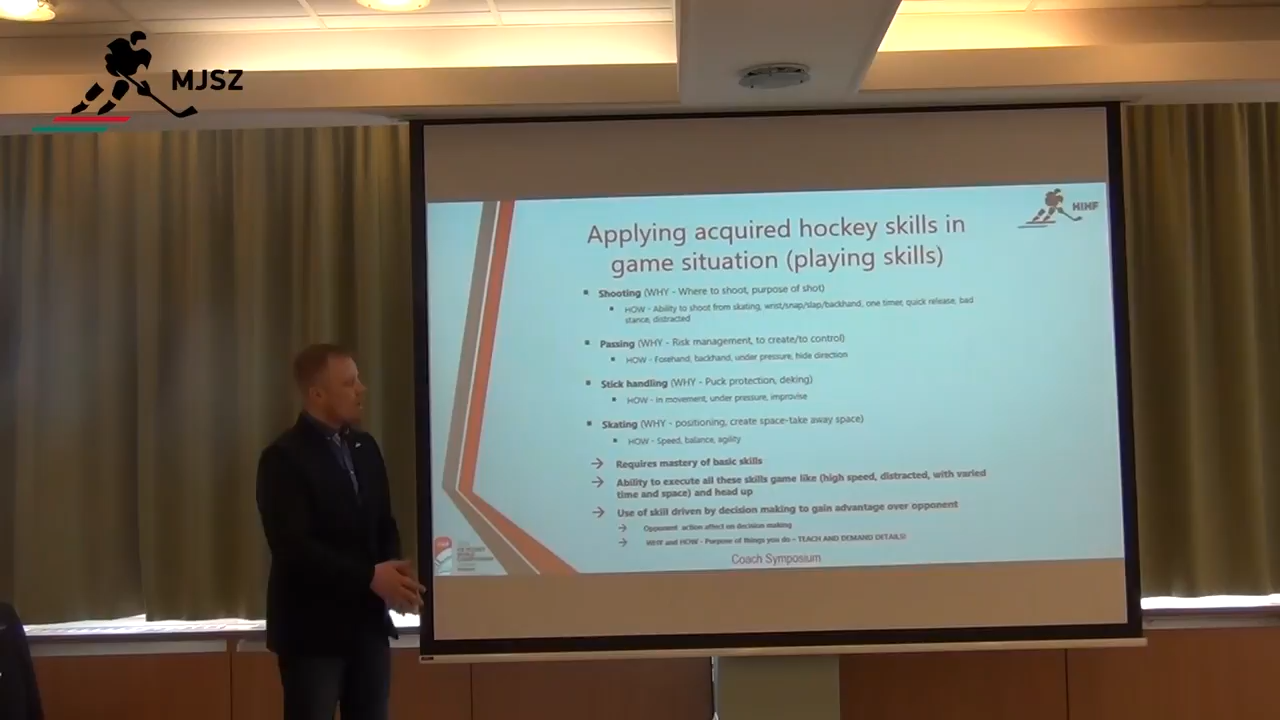 MJSZ
HIHF
Applying acquired hockey skills in
game situation (playing skills)
Shooting (WHY - Where to shoot, purpose of shot)
HOW - Ability to shoot from skating, wrist/snap/slap/backhand, one timer, quick release, bad
stance, distracted
Passing (WHY - Risk management, to create/to control)
HOW - Forehand, backhand, under pressure, hide direction
Stick handling (WHY - Puck protection, deking)
HOW - In movement, under pressure, improvise
Skating (WHY - positioning, create space-take away space)
HOW - Speed, balance, agility
→ Requires mastery of basic skills
→ Ability to execute all these skills game like (high speed, distracted, with varied
time and space) and head up
→ Use of skill driven by decision making to gain advantage over opponent
→ Opponent action affect on decision making
→ WHY and HOW - Purpose of things you do - TEACH AND DEMAND DETAILS!
Coach Symposium